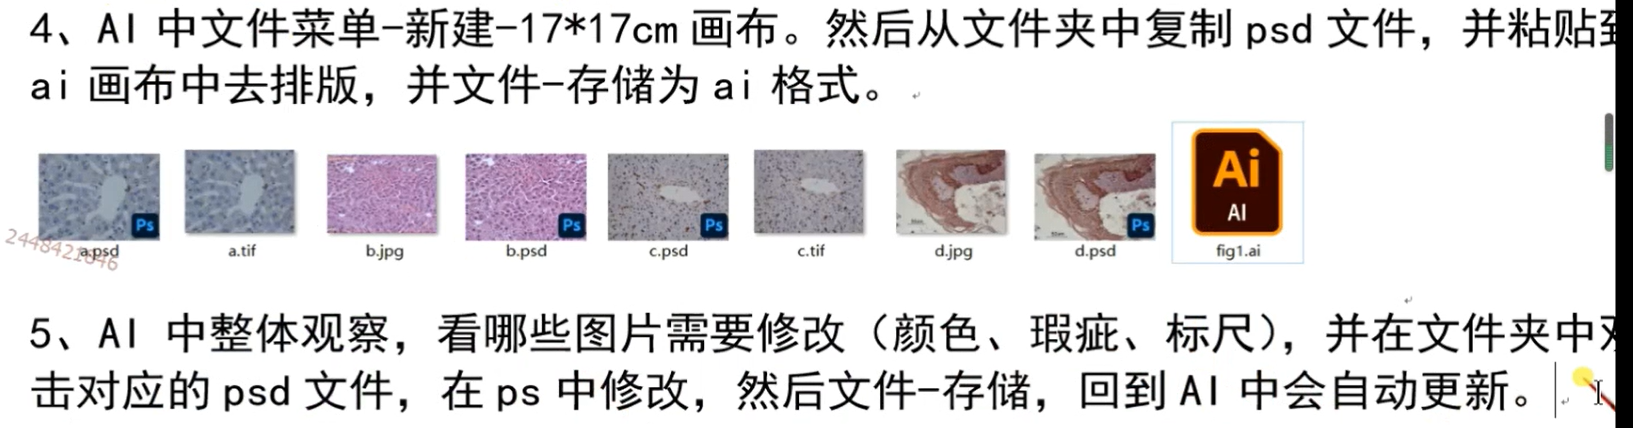 4、AI 中文件菜单-新建-17*17cm 画布。然后从文件夹中复制 psd 文件，并粘贴到
ai 画布中去排版，并文件-存储为 ai 格式。
Ps Ps Ps Ps Ai AI
a.psd a.tif b.jpg b.psd c.psd c.tif d.jpg d.psd fig1.ai
5、AI 中整体观察，看哪些图片需要修改（颜色、瑕疵、标尺），并在文件夹中双
击对应的 psd 文件，在 ps 中修改，然后文件-存储，回到 AI 中会自动更新。